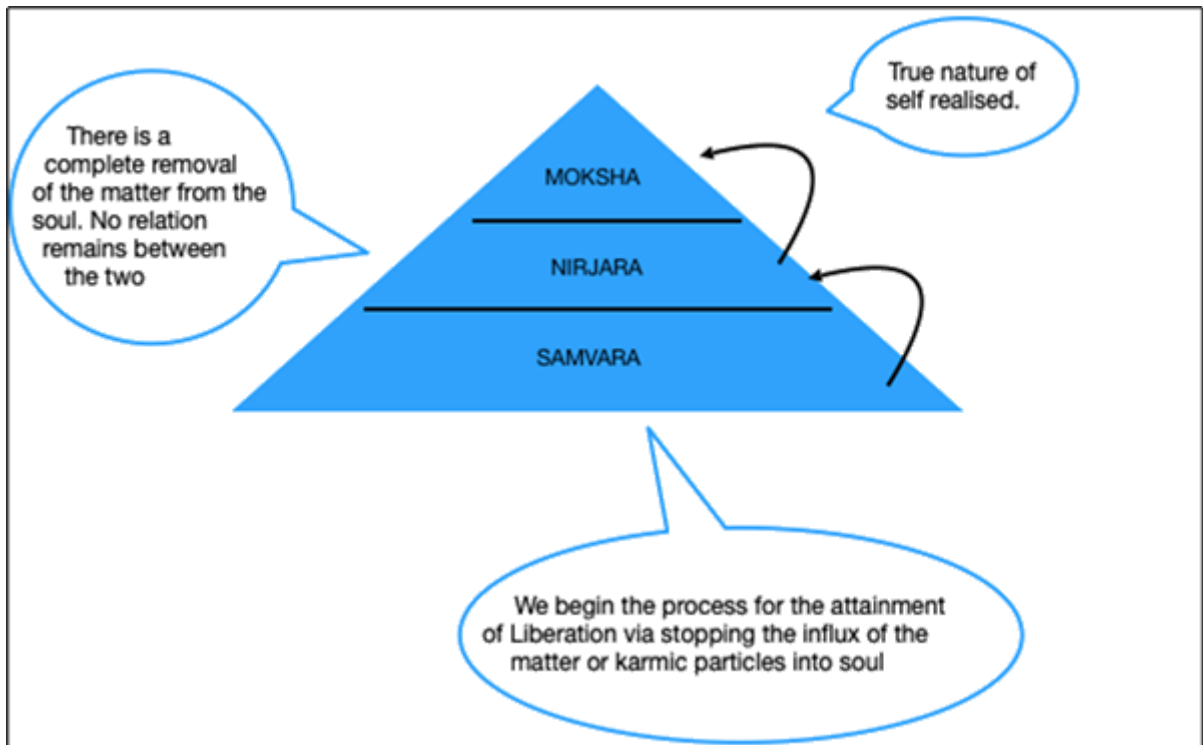 True nature of
self realised.
There is a
complete removal
of the matter from the
soul. No relation
remains between
the two
MOKSHA
NIRJARA
SAMVARA
We begin the process for the attainment
of Liberation via stopping the influx of the
matter or karmic particles into soul